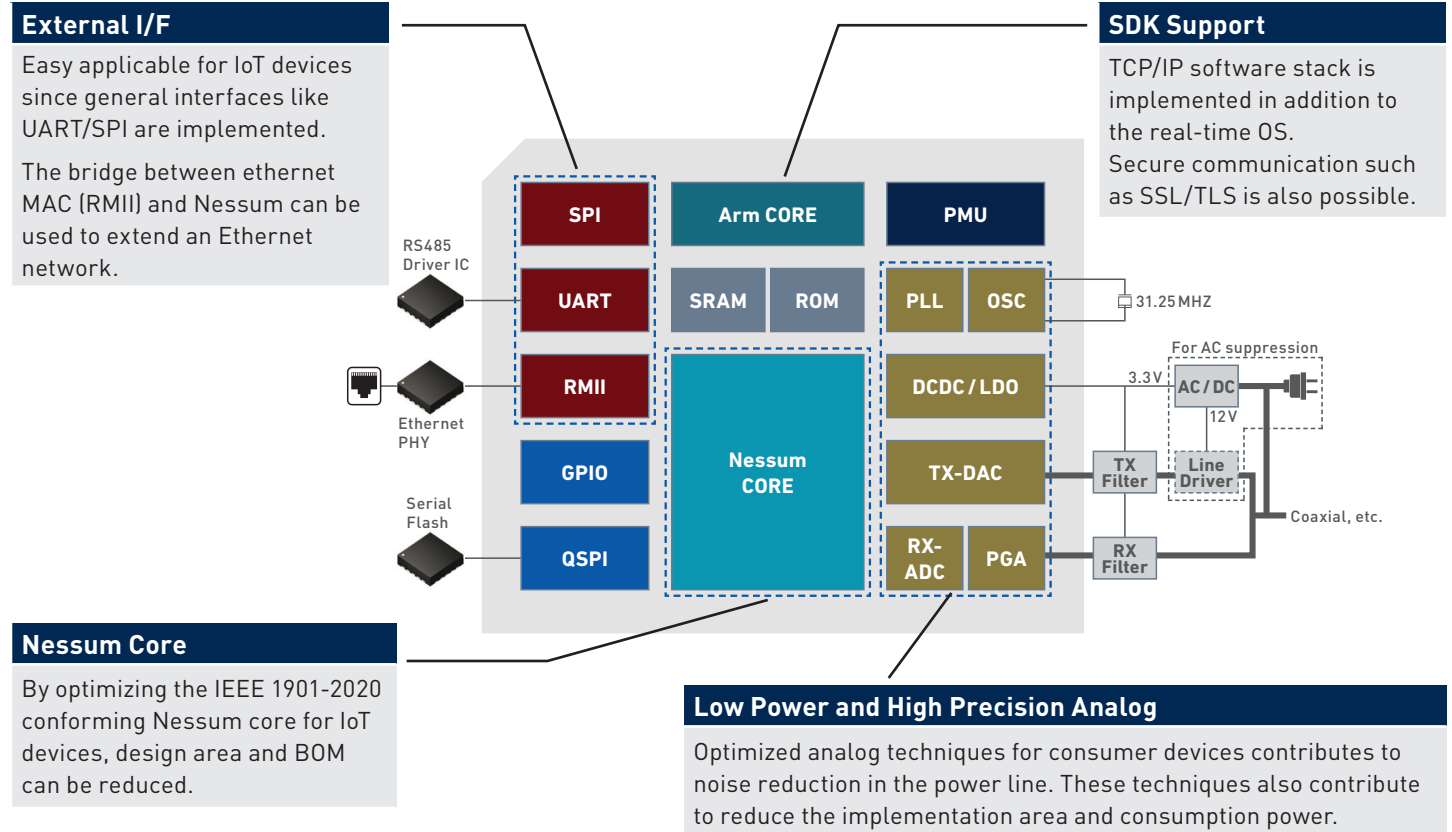 External I/F
Easy applicable for IoT devices
since general interfaces like
UART/SPI are implemented.
The bridge between ethernet
MAC (RMII) and Nessum can be
used to extend an Ethernet
network.
SDK Support
TCP/IP software stack is
implemented in addition to
the real-time OS.
Secure communication such
as SSL/TLS is also possible.
SPI
Arm CORE
PMU
RS485
Driver IC
UART
SRAM
ROM
PLL
OSC
31.25 MHZ
For AC suppression
RMII
DCDC / LDO
3.3 V
AC / DC
12 V
Ethernet
PHY
GPIO
Nessum
CORE
TX-DAC
TX
Filter
Line
Driver
Serial
Flash
Coaxial, etc.
QSPI
RX-
ADC
PGA
RX
Filter
Nessum Core
By optimizing the IEEE 1901-2020
conforming Nessum core for IoT
devices, design area and BOM
can be reduced.
Low Power and High Precision Analog
Optimized analog techniques for consumer devices contributes to
noise reduction in the power line. These techniques also contribute
to reduce the implementation area and consumption power.